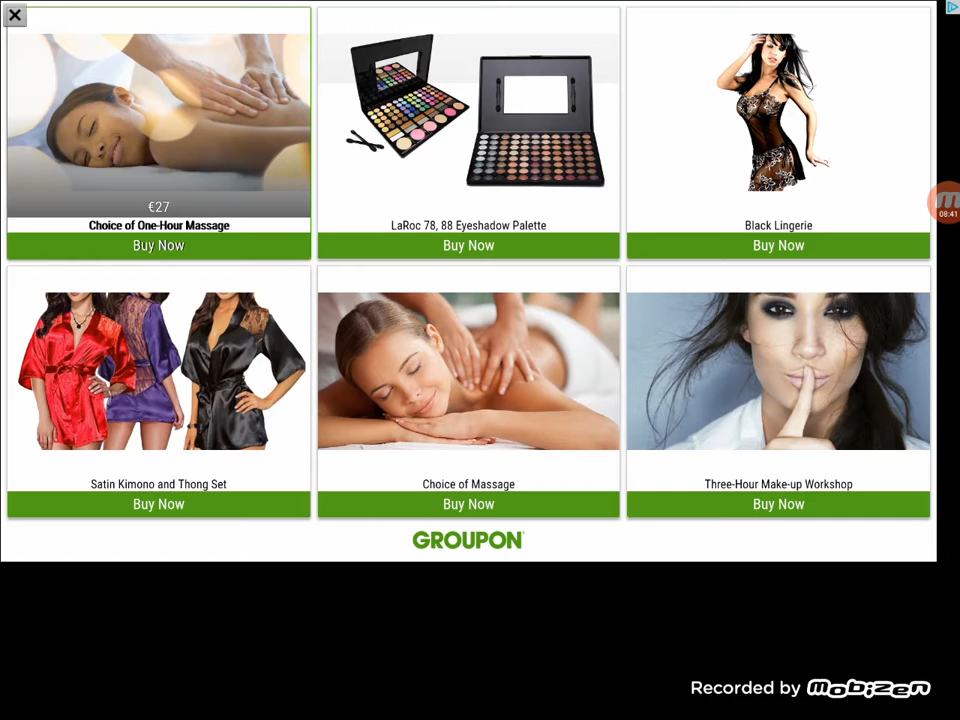 €27
Choice of One-Hour Massage
Buy Now
LaRoc 78, 88 Eyeshadow Palette
Buy Now
Black Lingerie
Buy Now
08:41
Satin Kimono and Thong Set
Buy Now
Choice of Massage
Buy Now
Three-Hour Make-up Workshop
Buy Now
GROUPON
Recorded by mobizen